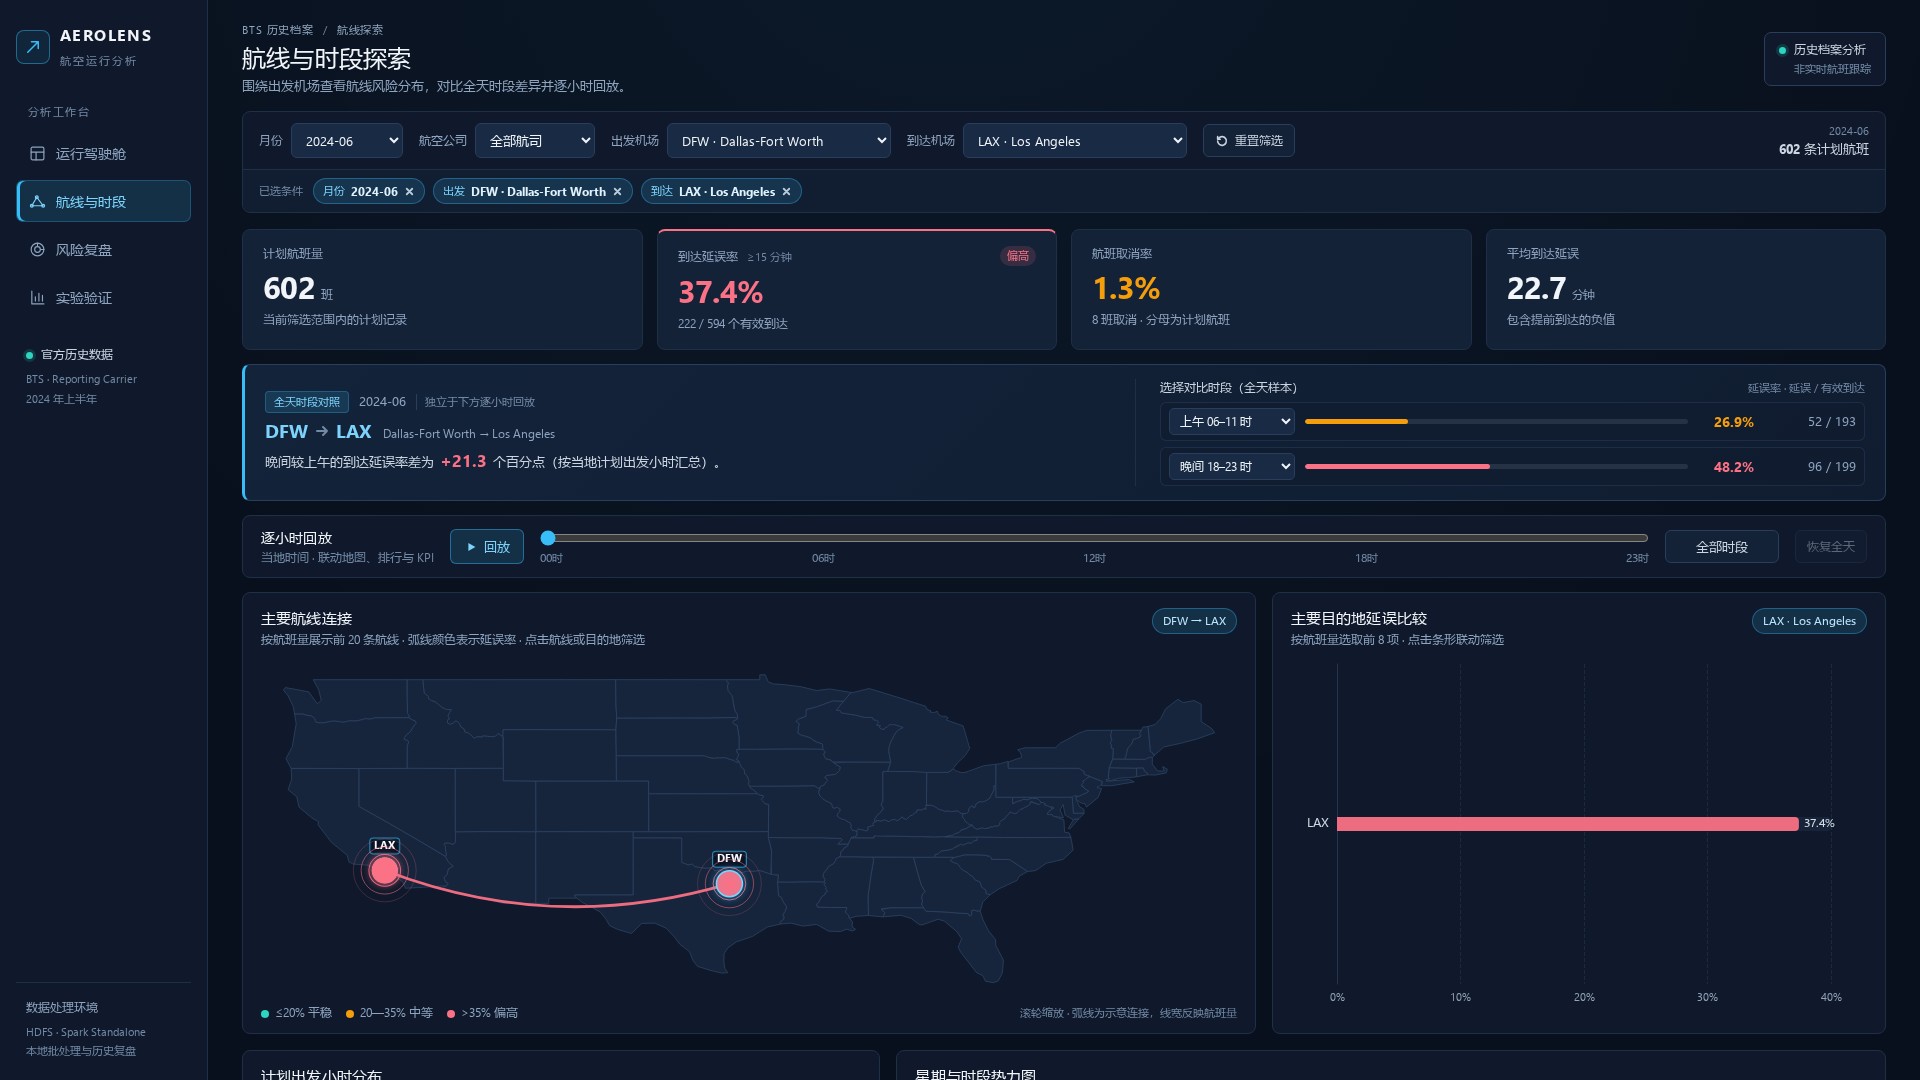 AEROLENS
航空运行分析
分析工作台
运行驾驶舱
航线与时段
风险复盘
实验验证
官方历史数据
BTS · Reporting Carrier
2024 年上半年
数据处理环境
HDFS · Spark Standalone
本地批处理与历史复盘
BTS 历史档案 / 航线探索
航线与时段探索
围绕出发机场查看航线风险分布，对比全天时段差异并逐小时回放。
历史档案分析
非实时航班跟踪
月份 2024-06 航空公司 全部航司 出发机场 DFW · Dallas-Fort Worth 到达机场 LAX · Los Angeles 重置筛选
2024-06
602 条计划航班
已选条件 月份 2024-06 × 出发 DFW · Dallas-Fort Worth × 到达 LAX · Los Angeles ×
计划航班量
602 班
当前筛选范围内的计划记录
到达延误率 ≥15 分钟 偏高
37.4%
222 / 594 个有效到达
航班取消率
1.3%
8 班取消 · 分母为计划航班
平均到达延误
22.7 分钟
包含提前到达的负值
全天时段对照 2024-06 独立于下方逐小时回放
DFW → LAX Dallas-Fort Worth → Los Angeles
晚间较上午的到达延误率差为 +21.3 个百分点（按当地计划出发小时汇总）。
选择对比时段（全天样本） 延误率 · 延误 / 有效到达
上午 06–11 时 26.9% 52 / 193
晚间 18–23 时 48.2% 96 / 199
逐小时回放
当地时间 · 联动地图、排行与 KPI
回放
00时 06时 12时 18时 23时
全部时段 恢复全天
主要航线连接
按航班量展示前 20 条航线 · 弧线颜色表示延误率 · 点击航线或目的地筛选
DFW → LAX
LAX
DFW
≤20% 平稳 20—35% 中等 >35% 偏高
滚轮缩放 · 弧线为示意连接，线宽反映航班量
主要目的地延误比较
按航班量选取前 8 项 · 点击条形联动筛选
LAX · Los Angeles
LAX 37.4%
0% 10% 20% 30% 40%
计划出发小时分布
星期与时段热力图